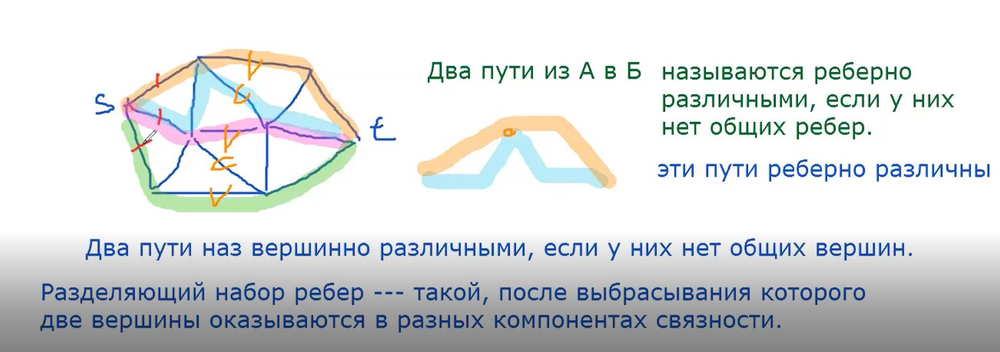 S
t
Два пути из А в Б
называются реберно
различными, если у них
нет общих ребер.
а
эти пути реберно различны
Два пути наз вершинно различными, если у них нет общих вершин.
Разделяющий набор ребер --- такой, после выбрасывания которого
две вершины оказываются в разных компонентах связности.